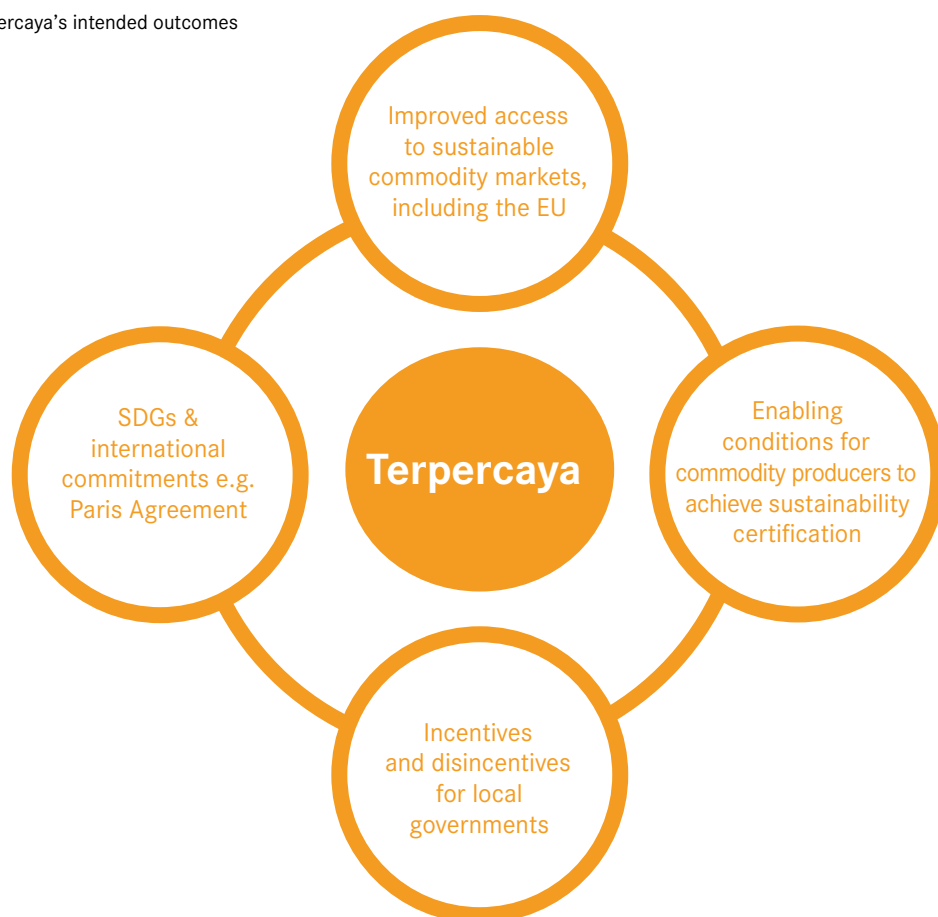 ercaya's intended outcomes
Improved access
to sustainable
commodity markets,
including the EU
SDGs &
international
commitments e.g.
Paris Agreement
Terpercaya
Enabling
conditions for
commodity producers to
achieve sustainability
certification
Incentives
and disincentives
for local
governments